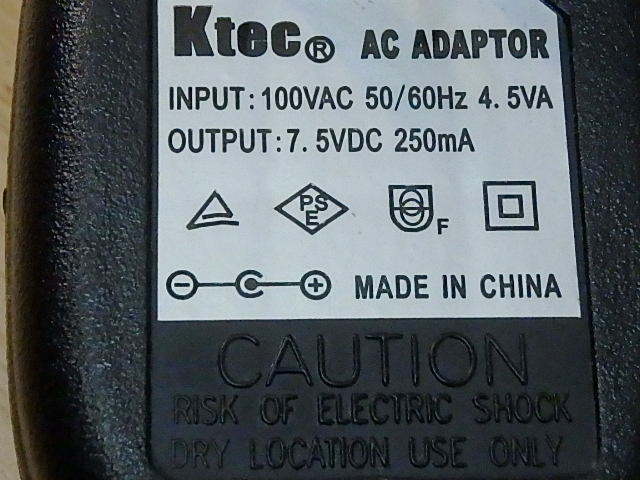 Ktec® AC ADAPTOR
INPUT: 100VAC 50/60Hz 4.5VA
OUTPUT: 7.5VDC 250mA
PS E F
− + MADE IN CHINA
CAUTION
RISK OF ELECTRIC SHOCK
DRY LOCATION USE ONLY